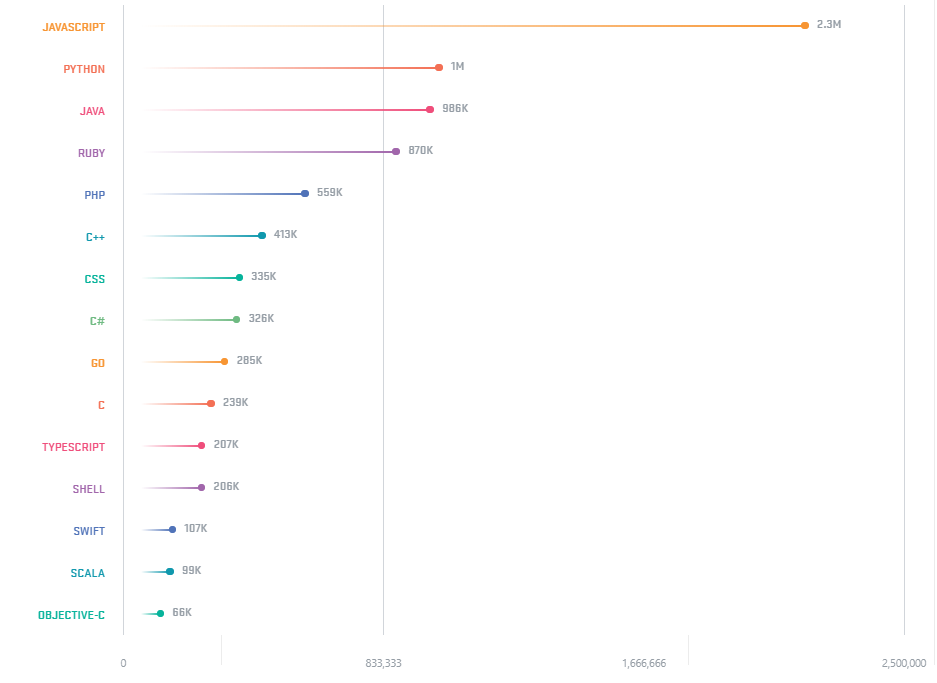 JAVASCRIPT 2.3M
PYTHON 1M
JAVA 986K
RUBY 870K
PHP 559K
C++ 413K
CSS 335K
C# 326K
GO 285K
C 239K
TYPESCRIPT 207K
SHELL 206K
SWIFT 107K
SCALA 99K
OBJECTIVE-C 66K
0 833,333 1,666,666 2,500,000